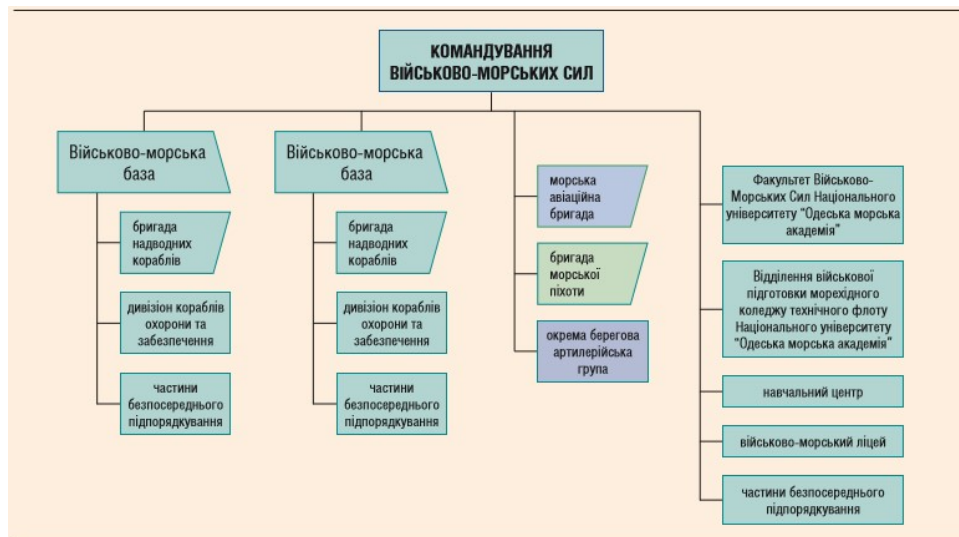 КОМАНДУВАННЯ
ВІЙСЬКОВО-МОРСЬКИХ СИЛ
Військово-морська
база
бригада
надводних
кораблів
дивізіон кораблів
охорони та
забезпечення
частини
безпосереднього
підпорядкування
Військово-морська
база
бригада
надводних
кораблів
дивізіон кораблів
охорони та
забезпечення
частини
безпосереднього
підпорядкування
морська
авіаційна
бригада
бригада
морської
піхоти
окрема берегова
артилерійська
група
Факультет Військово-
Морських Сил Національного
університету "Одеська морська
академія"
Відділення військової
підготовки морехідного
коледжу технічного флоту
Національного університету
"Одеська морська академія"
навчальний центр
військово-морський ліцей
частини безпосереднього
підпорядкування